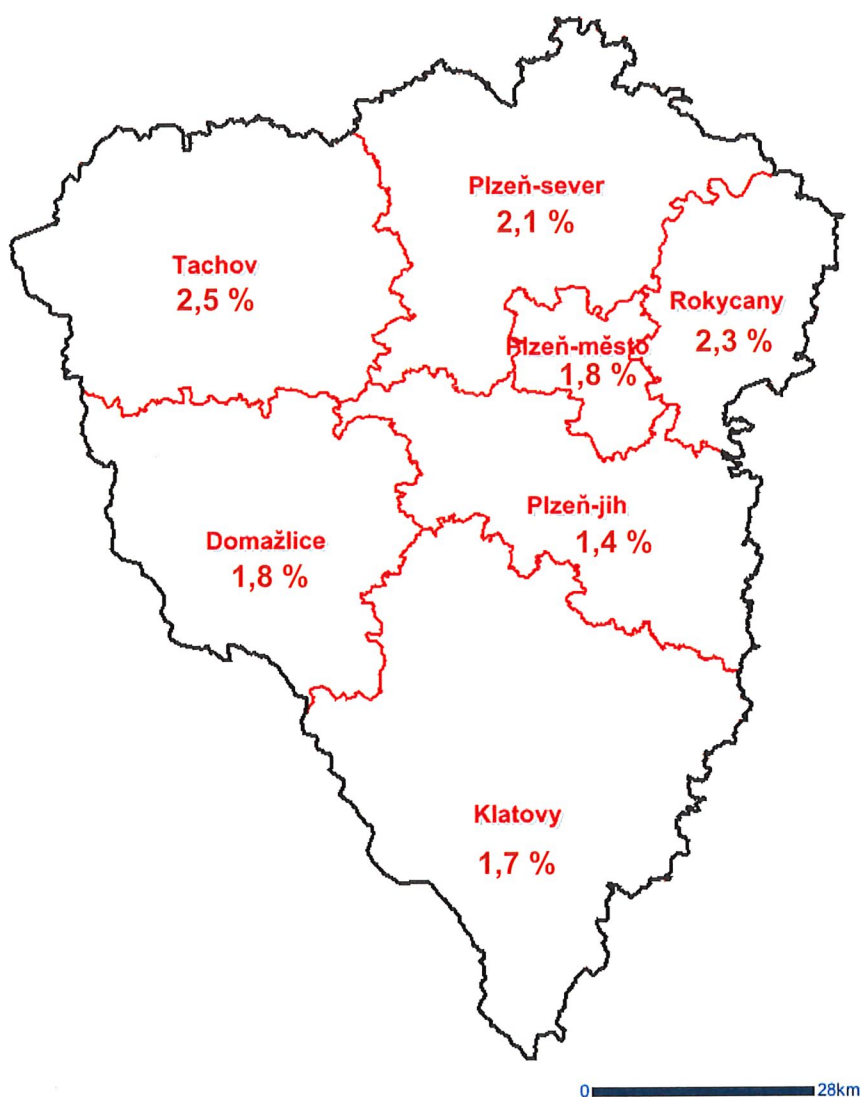 Plzeň-sever
2,1 %
Tachov
2,5 %
Rokycany
2,3 %
Plzeň-město
1,8 %
Plzeň-jih
1,4 %
Domažlice
1,8 %
Klatovy
1,7 %
0 28km